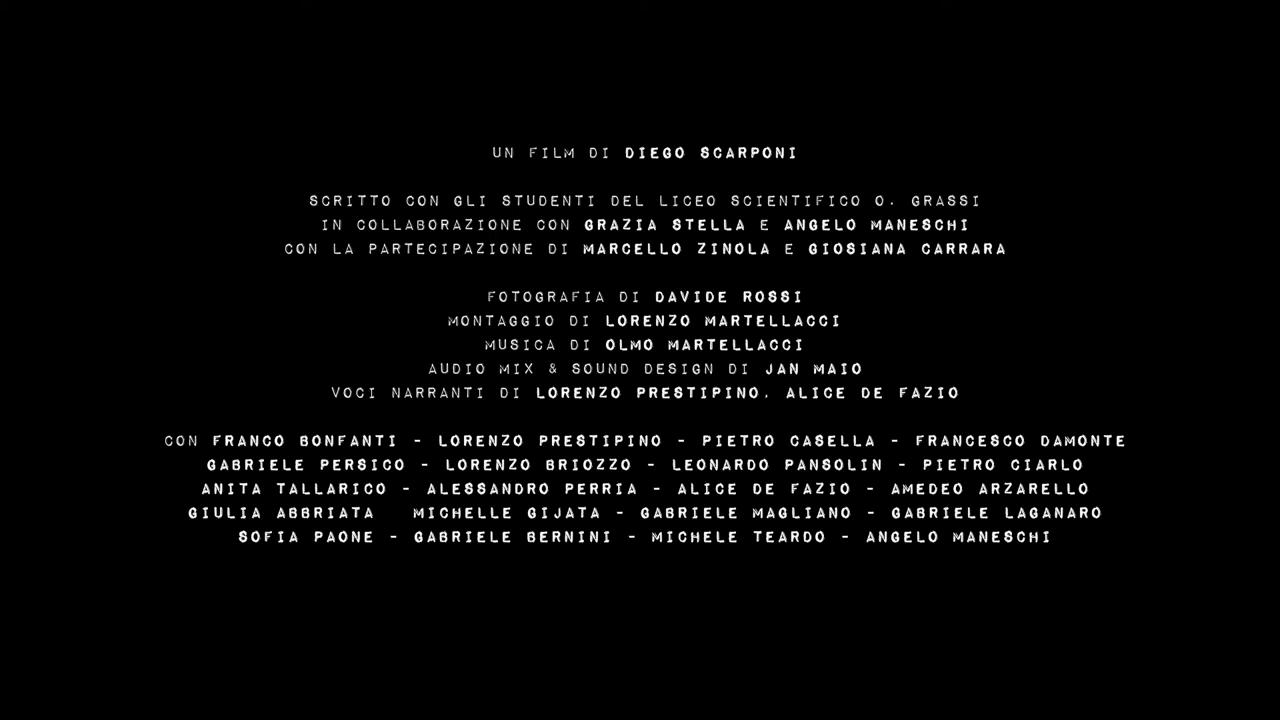 UN FILM DI DIEGO SCARPONI
SCRITTO CON GLI STUDENTI DEL LICEO SCIENTIFICO O. GRASSI
IN COLLABORAZIONE CON GRAZIA STELLA E ANGELO MANESCHI
CON LA PARTECIPAZIONE DI MARCELLO ZINOLA E GIOSIANA CARRARA
FOTOGRAFIA DI DAVIDE ROSSI
MONTAGGIO DI LORENZO MARTELLACCI
MUSICA DI OLMO MARTELLACCI
AUDIO MIX & SOUND DESIGN DI JAN MAIO
VOCI NARRANTI DI LORENZO PRESTIPINO, ALICE DE FAZIO
CON FRANCO BONFANTI - LORENZO PRESTIPINO - PIETRO CASELLA - FRANCESCO DAMONTE
GABRIELE PERSICO - LORENZO BRIOZZO - LEONARDO PANSOLIN - PIETRO CIARLO
ANITA TALLARICO - ALESSANDRO PERRIA - ALICE DE FAZIO - AMEDEO ARZARELLO
GIULIA ABBRIATA MICHELLE GIJATA - GABRIELE MAGLIANO - GABRIELE LAGANARO
SOFIA PAONE - GABRIELE BERNINI - MICHELE TEARDO - ANGELO MANESCHI